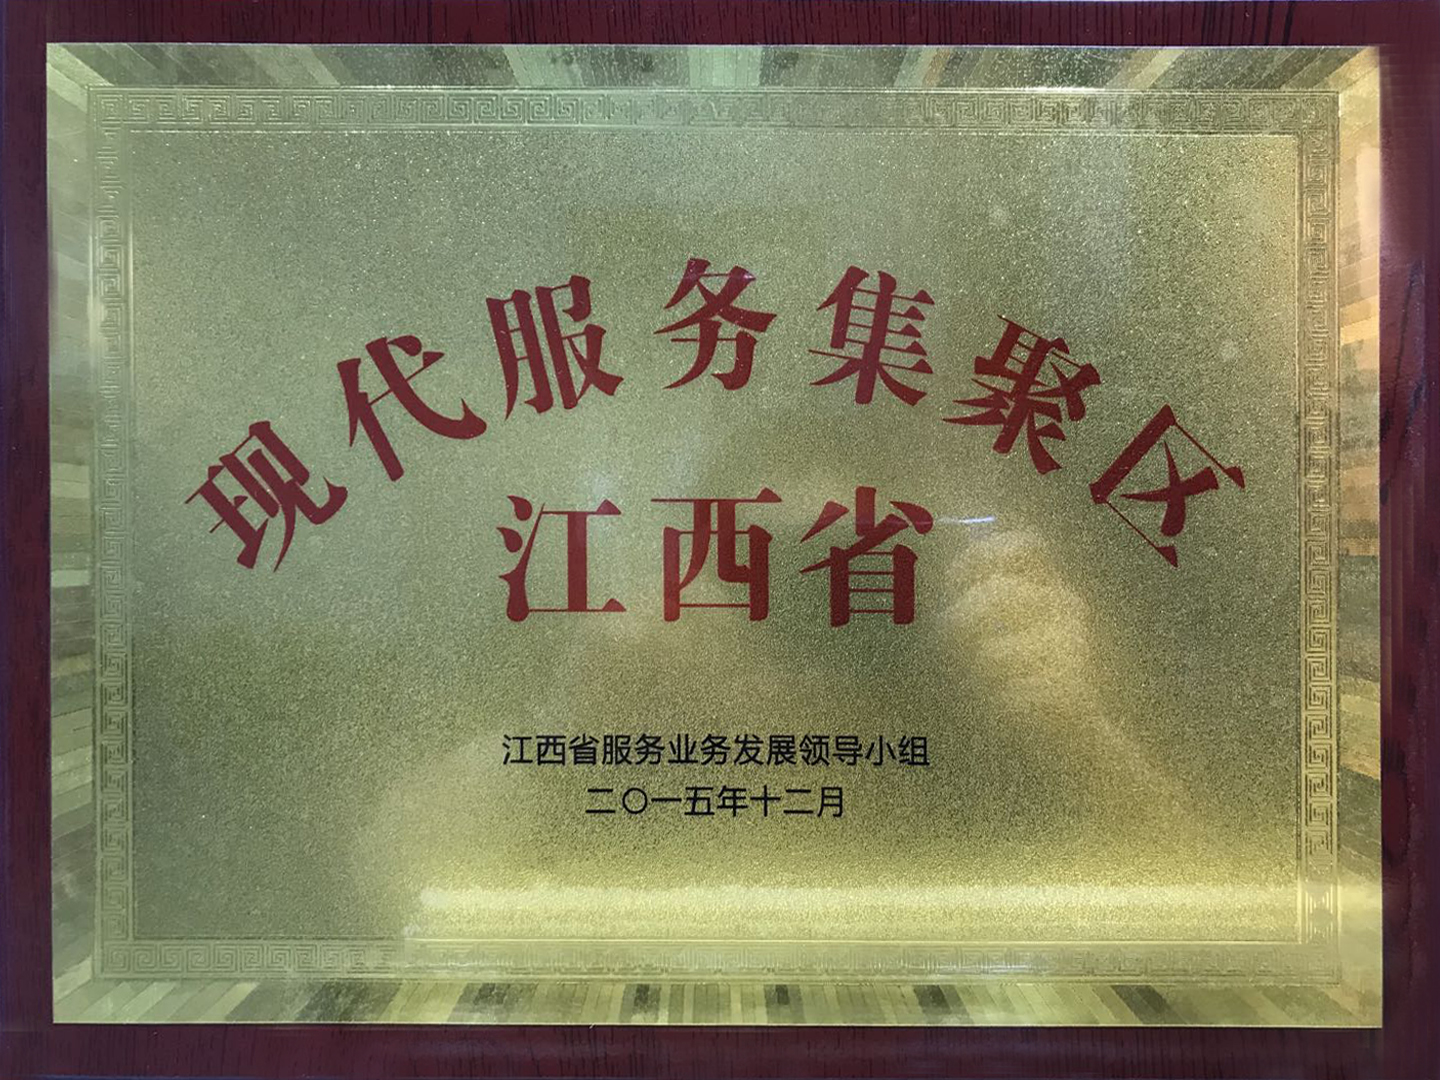 现代服务集聚区
江西省
江西省服务业务发展领导小组
二〇一五年十二月